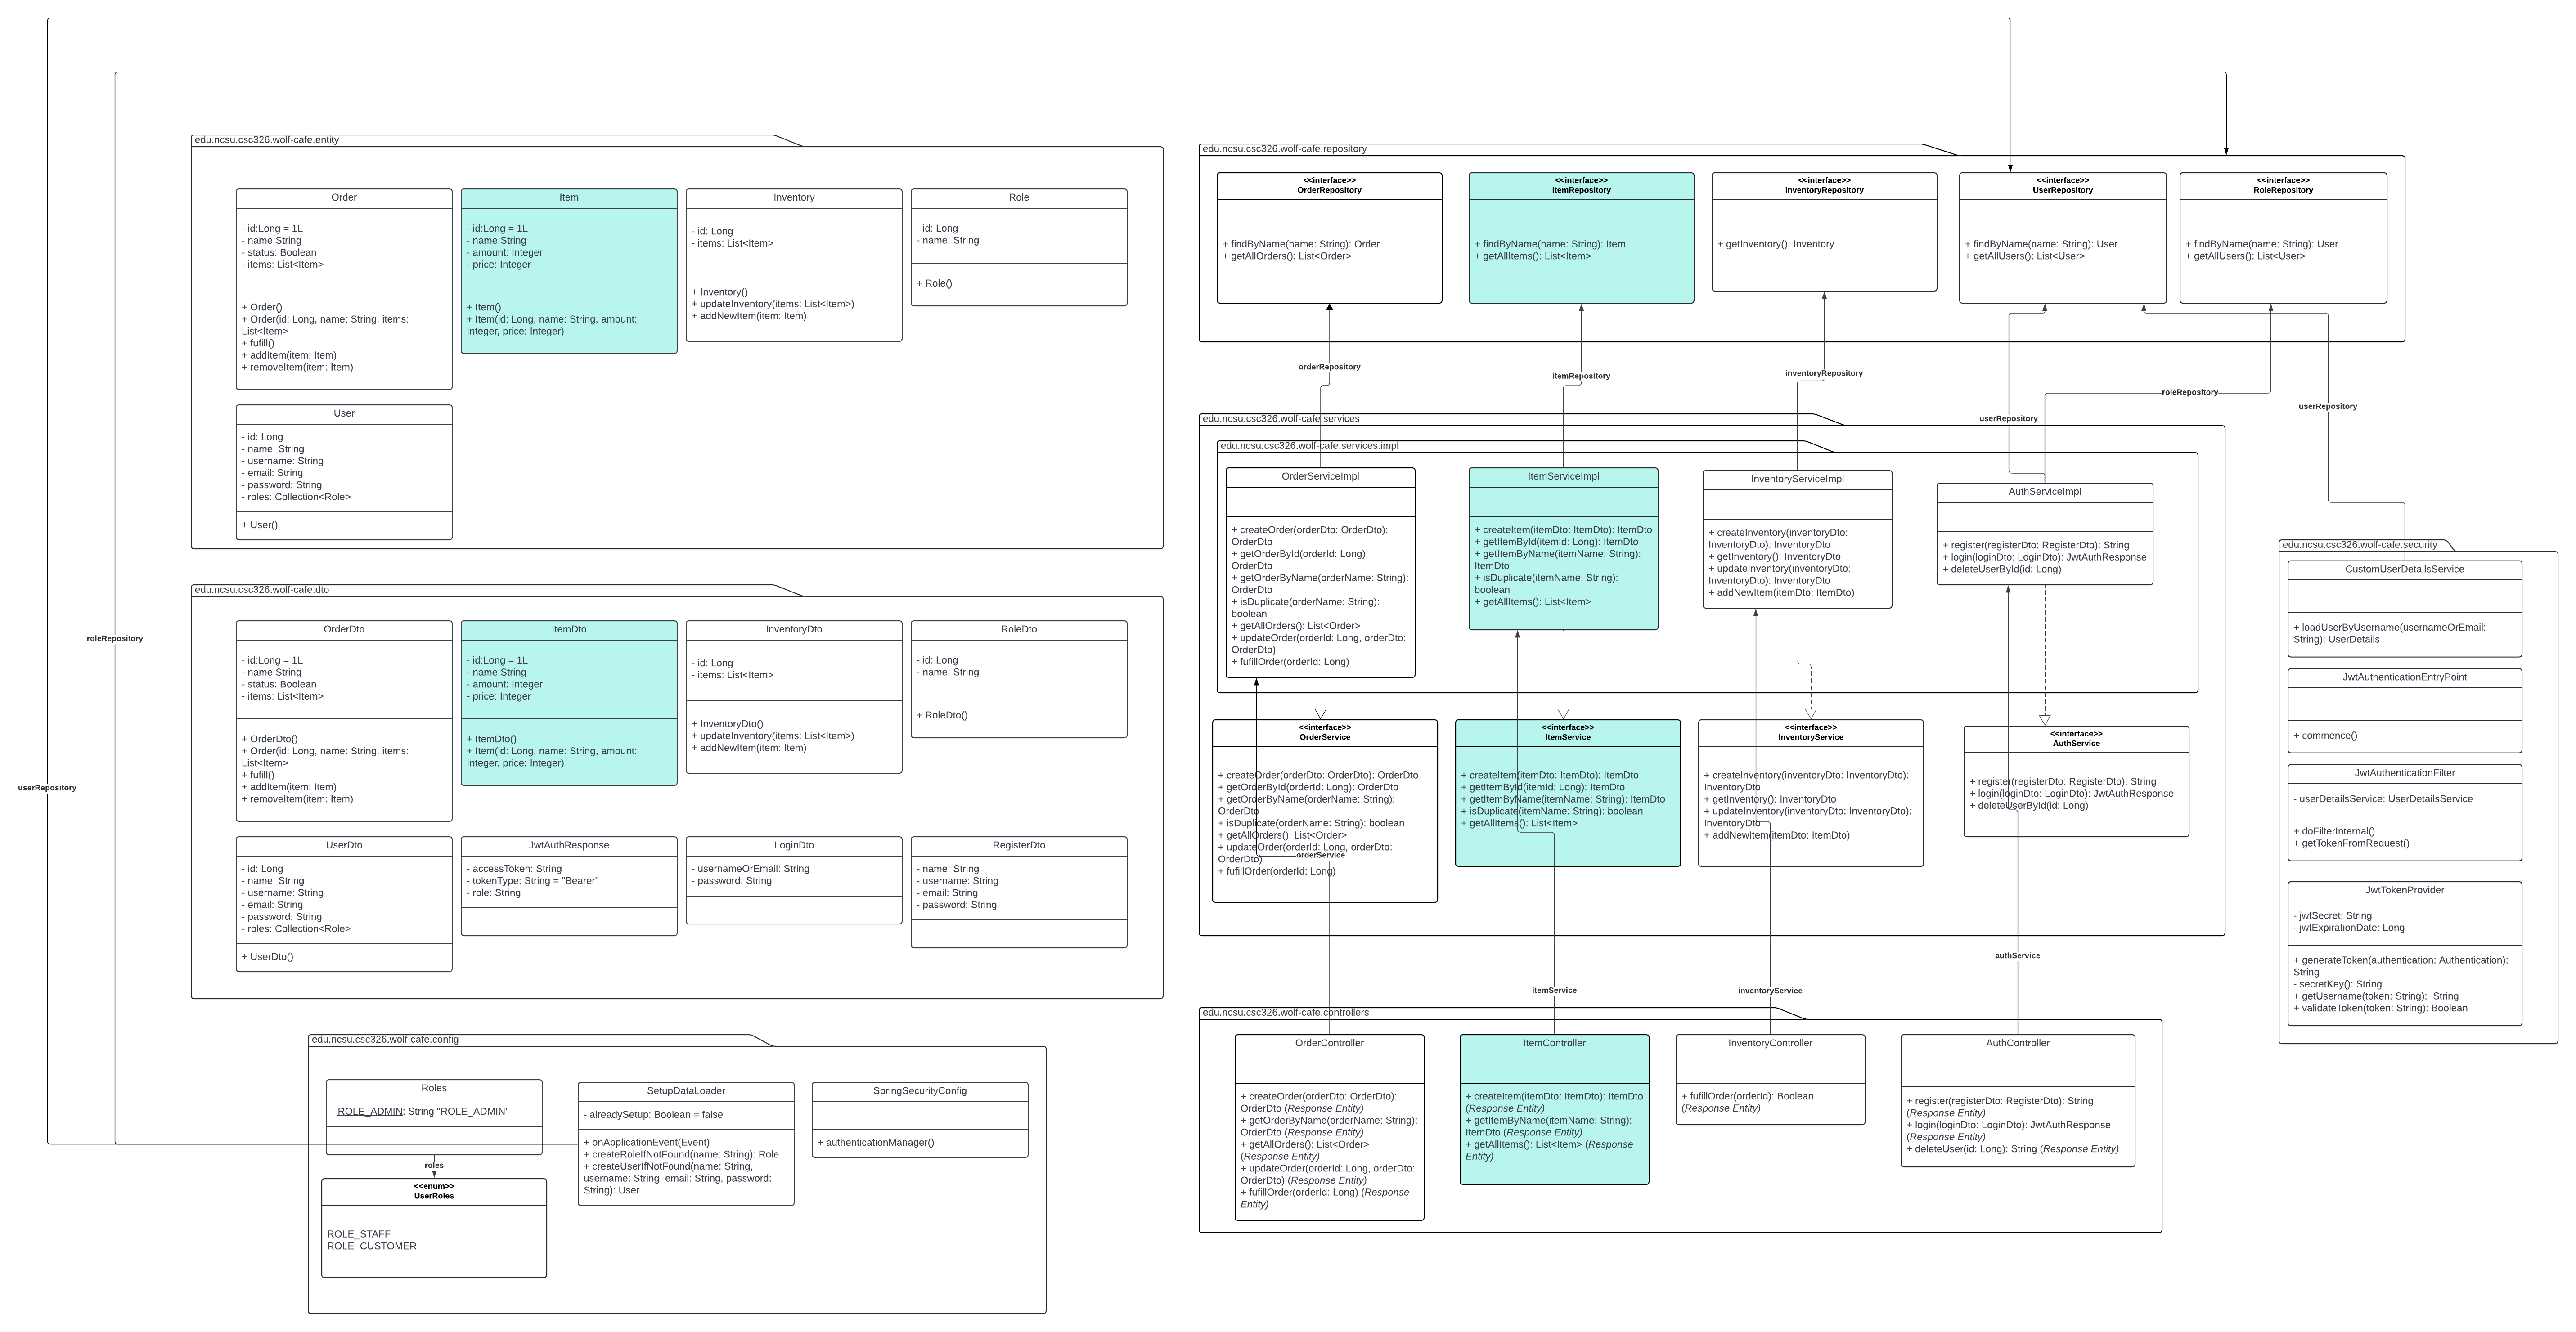 edu.ncsu.csc326.wolf-cafe.entity
Order
- id:Long = 1L
- name:String
- status: Boolean
- items: List<Item>
+ Order()
+ Order(id: Long, name: String, items:
List<Item>
+ fufill()
+ addItem(item: Item)
+ removeItem(item: Item)
Item
- id:Long = 1L
- name:String
- amount: Integer
- price: Integer
+ Item()
+ Item(id: Long, name: String, amount:
Integer, price: Integer)
Inventory
- id: Long
- items: List<Item>
+ Inventory()
+ updateInventory(items: List<Item>)
+ addNewItem(item: Item)
Role
- id: Long
- name: String
+ Role()
User
- id: Long
- name: String
- username: String
- email: String
- password: String
- roles: Collection<Role>
+ User()
edu.ncsu.csc326.wolf-cafe.dto
OrderDto
- id:Long = 1L
- name:String
- status: Boolean
- items: List<Item>
+ OrderDto()
+ Order(id: Long, name: String, items:
List<Item>
+ fufill()
+ addItem(item: Item)
+ removeItem(item: Item)
ItemDto
- id:Long = 1L
- name:String
- amount: Integer
- price: Integer
+ ItemDto()
+ Item(id: Long, name: String, amount:
Integer, price: Integer)
InventoryDto
- id: Long
- items: List<Item>
+ InventoryDto()
+ updateInventory(items: List<Item>)
+ addNewItem(item: Item)
RoleDto
- id: Long
- name: String
+ RoleDto()
UserDto
- id: Long
- name: String
- username: String
- email: String
- password: String
- roles: Collection<Role>
+ UserDto()
JwtAuthResponse
- accessToken: String
- tokenType: String = "Bearer"
- role: String
LoginDto
- usernameOrEmail: String
- password: String
RegisterDto
- name: String
- username: String
- email: String
- password: String
roleRepository
userRepository
edu.ncsu.csc326.wolf-cafe.config
Roles
- ROLE_ADMIN: String "ROLE_ADMIN"
roles
<<enum>>
UserRoles
ROLE_STAFF
ROLE_CUSTOMER
SetupDataLoader
- alreadySetup: Boolean = false
+ onApplicationEvent(Event)
+ createRoleIfNotFound(name: String): Role
+ createUserIfNotFound(name: String,
username: String, email: String, password:
String): User
SpringSecurityConfig
+ authenticationManager()
edu.ncsu.csc326.wolf-cafe.repository
<<interface>>
OrderRepository
+ findByName(name: String): Order
+ getAllOrders(): List<Order>
<<interface>>
ItemRepository
+ findByName(name: String): Item
+ getAllItems(): List<Item>
<<interface>>
InventoryRepository
+ getInventory(): Inventory
<<interface>>
UserRepository
+ findByName(name: String): User
+ getAllUsers(): List<User>
<<interface>>
RoleRepository
+ findByName(name: String): User
+ getAllUsers(): List<User>
orderRepository
itemRepository
inventoryRepository
userRepository
roleRepository
userRepository
edu.ncsu.csc326.wolf-cafe.services
edu.ncsu.csc326.wolf-cafe.services.impl
OrderServiceImpl
+ createOrder(orderDto: OrderDto):
OrderDto
+ getOrderById(orderId: Long):
OrderDto
+ getOrderByName(orderName: String):
OrderDto
+ isDuplicate(orderName: String):
boolean
+ getAllOrders(): List<Order>
+ updateOrder(orderId: Long, orderDto:
OrderDto)
+ fufillOrder(orderId: Long)
ItemServiceImpl
+ createItem(itemDto: ItemDto): ItemDto
+ getItemById(itemId: Long): ItemDto
+ getItemByName(itemName: String):
ItemDto
+ isDuplicate(itemName: String):
boolean
+ getAllItems(): List<Item>
InventoryServiceImpl
+ createInventory(inventoryDto:
InventoryDto): InventoryDto
+ getInventory(): InventoryDto
+ updateInventory(inventoryDto:
InventoryDto): InventoryDto
+ addNewItem(itemDto: ItemDto)
AuthServiceImpl
+ register(registerDto: RegisterDto): String
+ login(loginDto: LoginDto): JwtAuthResponse
+ deleteUserById(id: Long)
<<interface>>
OrderService
+ createOrder(orderDto: OrderDto): OrderDto
+ getOrderById(orderId: Long): OrderDto
+ getOrderByName(orderName: String):
OrderDto
+ isDuplicate(orderName: String): boolean
+ getAllOrders(): List<Order>
+ updateOrder(orderId: Long, orderDto:
OrderDto)
+ fufillOrder(orderId: Long)
orderService
<<interface>>
ItemService
+ createItem(itemDto: ItemDto): ItemDto
+ getItemById(itemId: Long): ItemDto
+ getItemByName(itemName: String): ItemDto
+ isDuplicate(itemName: String): boolean
+ getAllItems(): List<Item>
<<interface>>
InventoryService
+ createInventory(inventoryDto: InventoryDto):
InventoryDto
+ getInventory(): InventoryDto
+ updateInventory(inventoryDto: InventoryDto):
InventoryDto
+ addNewItem(itemDto: ItemDto)
<<interface>>
AuthService
+ register(registerDto: RegisterDto): String
+ login(loginDto: LoginDto): JwtAuthResponse
+ deleteUserById(id: Long)
itemService
inventoryService
authService
edu.ncsu.csc326.wolf-cafe.controllers
OrderController
+ createOrder(orderDto: OrderDto):
OrderDto (Response Entity)
+ getOrderByName(orderName: String):
OrderDto (Response Entity)
+ getAllOrders(): List<Order>
(Response Entity)
+ updateOrder(orderId: Long, orderDto:
OrderDto) (Response Entity)
+ fufillOrder(orderId: Long) (Response
Entity)
ItemController
+ createItem(itemDto: ItemDto): ItemDto
(Response Entity)
+ getItemByName(itemName: String):
ItemDto (Response Entity)
+ getAllItems(): List<Item> (Response
Entity)
InventoryController
+ fufillOrder(orderId): Boolean
(Response Entity)
AuthController
+ register(registerDto: RegisterDto): String
(Response Entity)
+ login(loginDto: LoginDto): JwtAuthResponse
(Response Entity)
+ deleteUser(id: Long): String (Response Entity)
edu.ncsu.csc326.wolf-cafe.security
CustomUserDetailsService
+ loadUserByUsername(usernameOrEmail:
String): UserDetails
JwtAuthenticationEntryPoint
+ commence()
JwtAuthenticationFilter
- userDetailsService: UserDetailsService
+ doFilterInternal()
+ getTokenFromRequest()
JwtTokenProvider
- jwtSecret: String
- jwtExpirationDate: Long
+ generateToken(authentication: Authentication):
String
- secretKey(): String
+ getUsername(token: String):  String
+ validateToken(token: String): Boolean